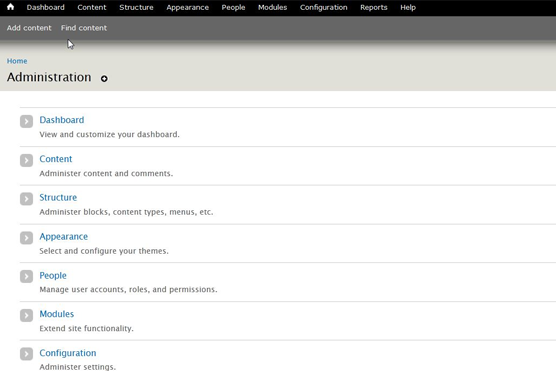 Dashboard Content Structure Appearance People Modules Configuration Reports Help
Add content Find content
Home
Administration
Dashboard
View and customize your dashboard.
Content
Administer content and comments.
Structure
Administer blocks, content types, menus, etc.
Appearance
Select and configure your themes.
People
Manage user accounts, roles, and permissions.
Modules
Extend site functionality.
Configuration
Administer settings.